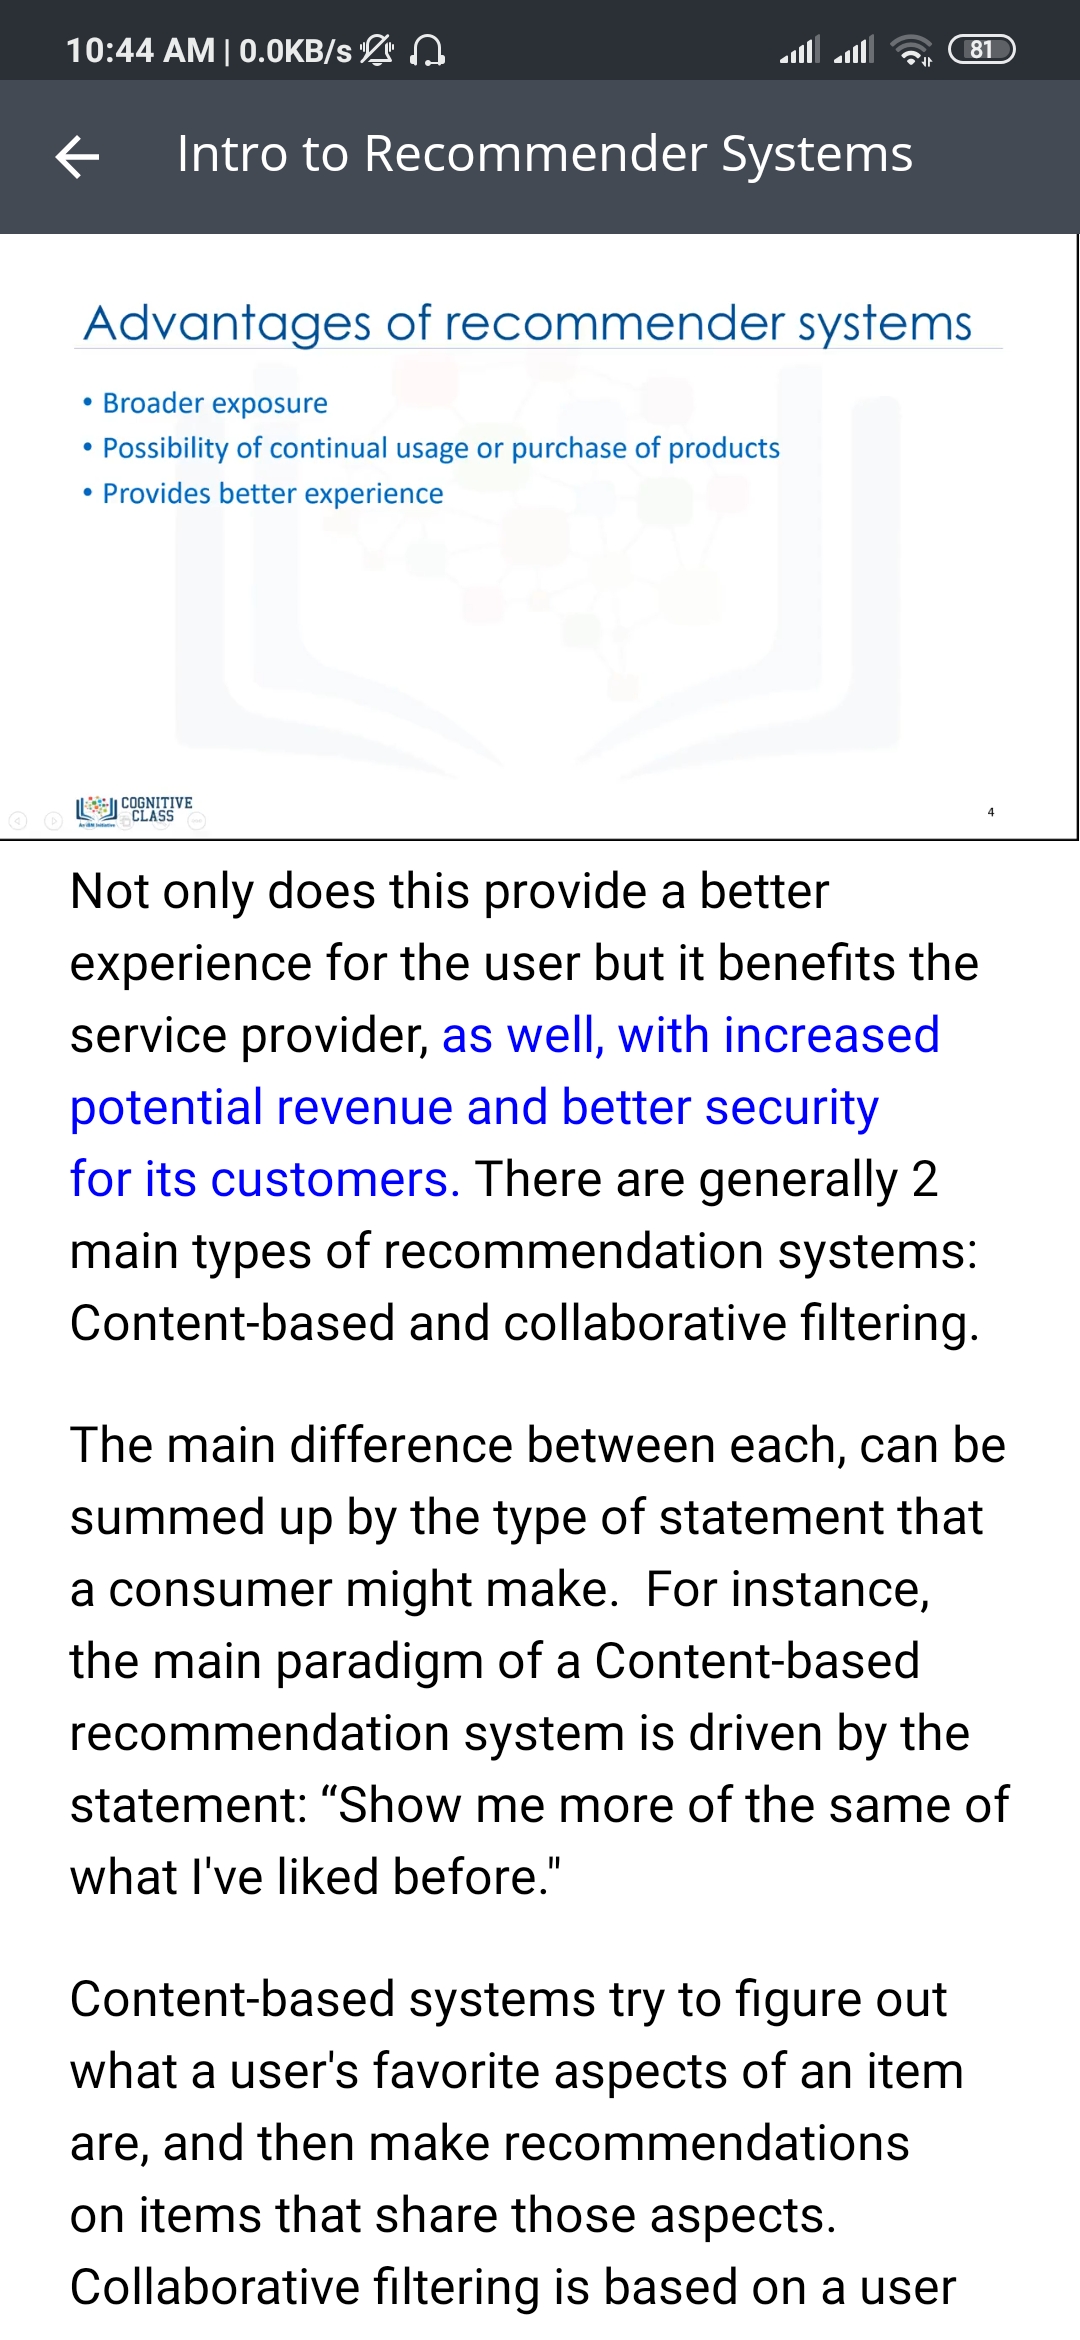 10:44 AM | 0.0KB/s
81
Intro to Recommender Systems
Advantages of recommender systems
• Broader exposure
• Possibility of continual usage or purchase of products
• Provides better experience
COGNITIVE
CLASS
An IBM Initiative
4
Not only does this provide a better
experience for the user but it benefits the
service provider, as well, with increased
potential revenue and better security
for its customers. There are generally 2
main types of recommendation systems:
Content-based and collaborative filtering.
The main difference between each, can be
summed up by the type of statement that
a consumer might make.  For instance,
the main paradigm of a Content-based
recommendation system is driven by the
statement: “Show me more of the same of
what I've liked before."
Content-based systems try to figure out
what a user's favorite aspects of an item
are, and then make recommendations
on items that share those aspects.
Collaborative filtering is based on a user